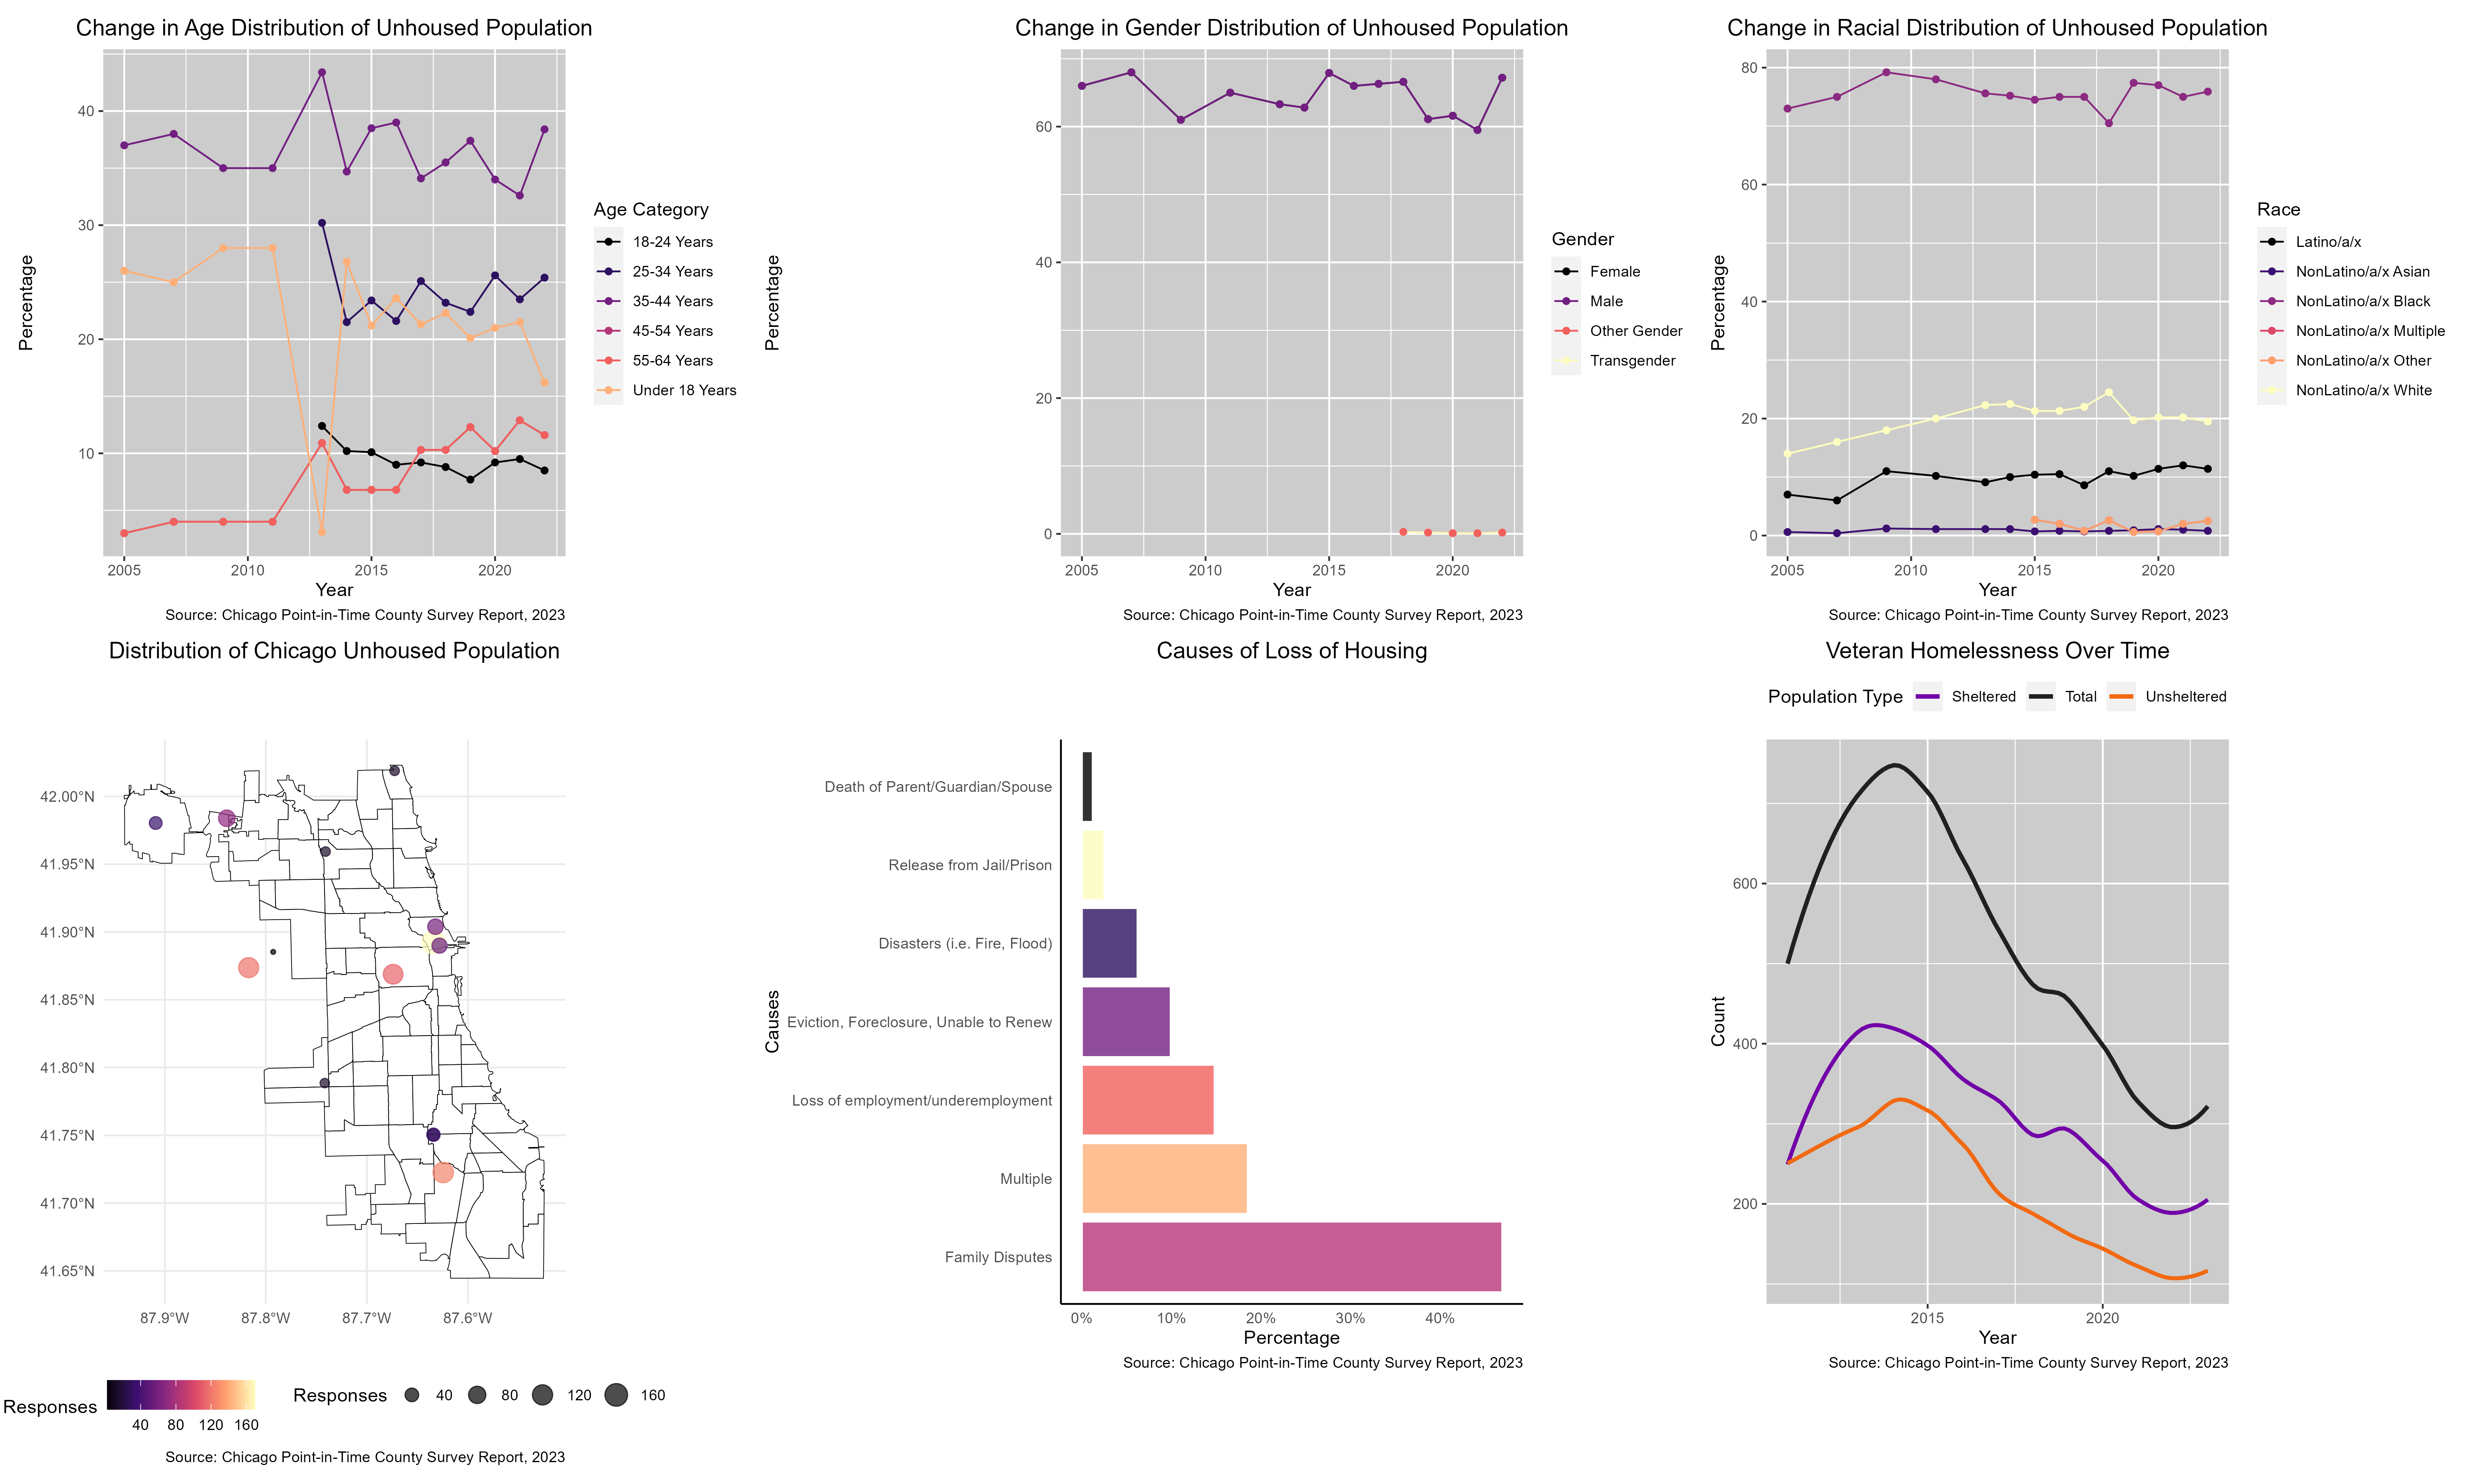 Change in Age Distribution of Unhoused Population
Percentage
40
30
20
10
2005
2010
2015
2020
Year
Age Category
18-24 Years
25-34 Years
35-44 Years
45-54 Years
55-64 Years
Under 18 Years
Source: Chicago Point-in-Time County Survey Report, 2023
Change in Gender Distribution of Unhoused Population
Percentage
60
40
20
0
2005
2010
2015
2020
Year
Gender
Female
Male
Other Gender
Transgender
Source: Chicago Point-in-Time County Survey Report, 2023
Change in Racial Distribution of Unhoused Population
Percentage
80
60
40
20
0
2005
2010
2015
2020
Year
Race
Latino/a/x
NonLatino/a/x Asian
NonLatino/a/x Black
NonLatino/a/x Multiple
NonLatino/a/x Other
NonLatino/a/x White
Source: Chicago Point-in-Time County Survey Report, 2023
Distribution of Chicago Unhoused Population
42.00°N
41.95°N
41.90°N
41.85°N
41.80°N
41.75°N
41.70°N
41.65°N
87.9°W
87.8°W
87.7°W
87.6°W
Responses
40
80
120
160
Responses
40
80
120
160
Source: Chicago Point-in-Time County Survey Report, 2023
Causes of Loss of Housing
Causes
Death of Parent/Guardian/Spouse
Release from Jail/Prison
Disasters (i.e. Fire, Flood)
Eviction, Foreclosure, Unable to Renew
Loss of employment/underemployment
Multiple
Family Disputes
0%
10%
20%
30%
40%
Percentage
Source: Chicago Point-in-Time County Survey Report, 2023
Veteran Homelessness Over Time
Population Type
Sheltered
Total
Unsheltered
Count
600
400
200
2015
2020
Year
Source: Chicago Point-in-Time County Survey Report, 2023